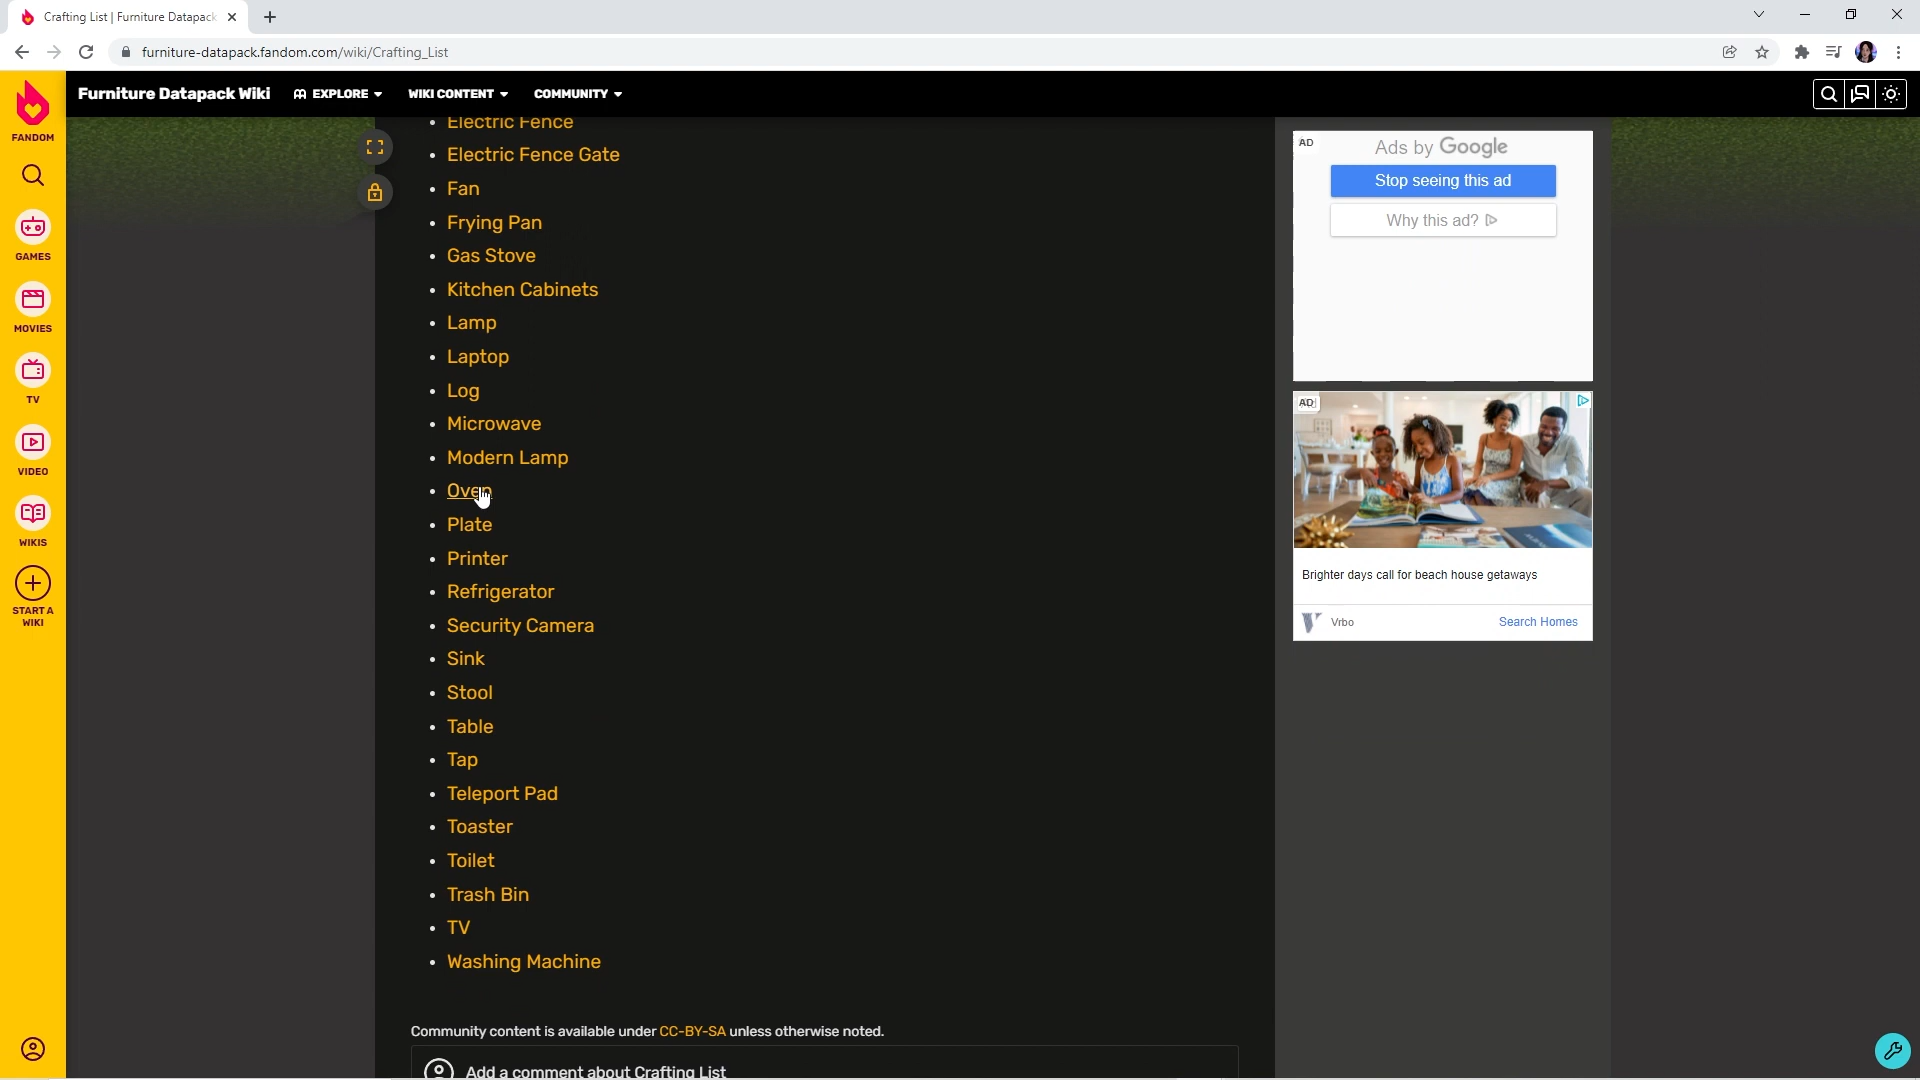 Crafting List | Furniture Datapack
furniture-datapack.fandom.com/wiki/Crafting_List
Furniture Datapack Wiki
EXPLORE
WIKI CONTENT
COMMUNITY
FANDOM
GAMES
MOVIES
TV
VIDEO
WIKIS
START A
WIKI
Electric Fence
Electric Fence Gate
Fan
Frying Pan
Gas Stove
Kitchen Cabinets
Lamp
Laptop
Log
Microwave
Modern Lamp
Oven
Plate
Printer
Refrigerator
Security Camera
Sink
Stool
Table
Tap
Teleport Pad
Toaster
Toilet
Trash Bin
TV
Washing Machine
Community content is available under CC-BY-SA unless otherwise noted.
Add a comment about Crafting List
AD
Ads by Google
Stop seeing this ad
Why this ad?
AD
Brighter days call for beach house getaways
Vrbo
Search Homes